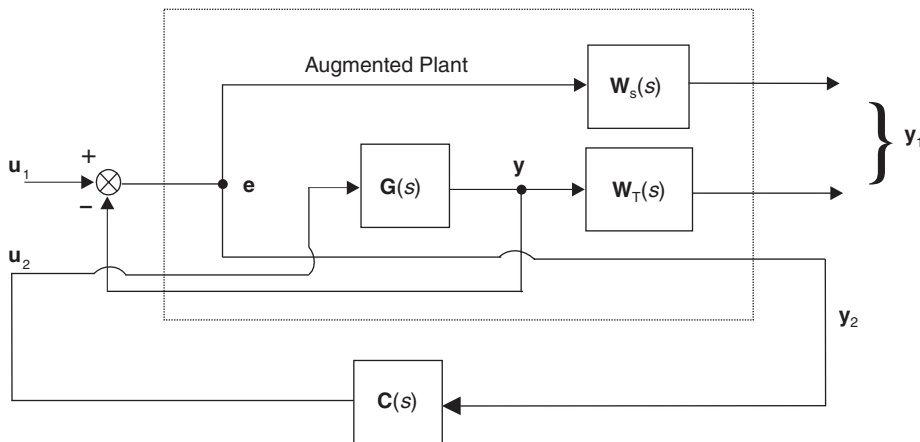 Augmented Plant
W_s(s)
}
y_1
u_1
+
−
e
G(s)
y
W_T(s)
u_2
y_2
C(s)